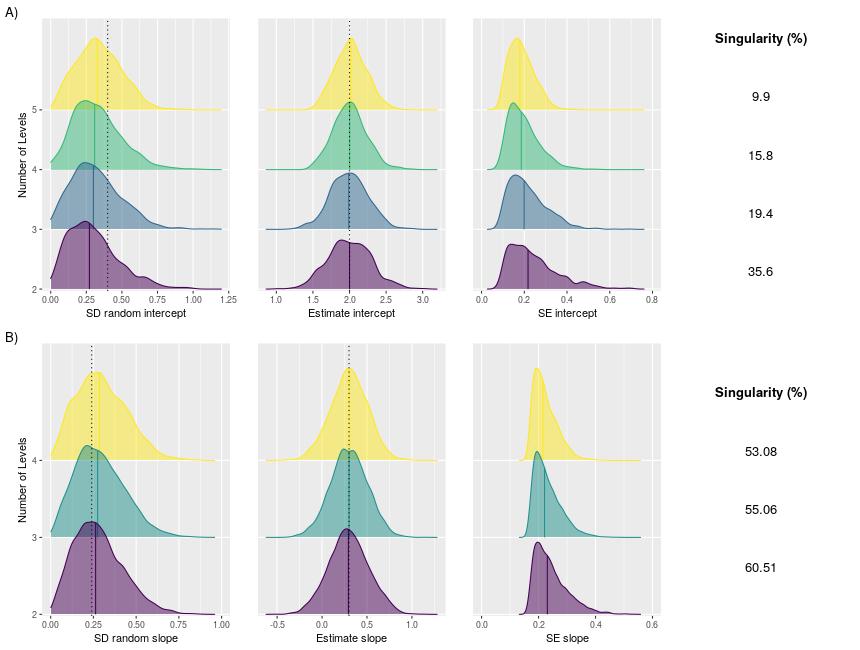 A)
Singularity (%)
9.9
15.8
19.4
35.6
Number of Levels
5
4
3
2
0.00 0.25 0.50 0.75 1.00 1.25
SD random intercept
1.0 1.5 2.0 2.5 3.0
Estimate intercept
0.0 0.2 0.4 0.6 0.8
SE intercept
B)
Singularity (%)
53.08
55.06
60.51
Number of Levels
4
3
2
0.00 0.25 0.50 0.75 1.00
SD random slope
-0.5 0.0 0.5 1.0
Estimate slope
0.0 0.2 0.4 0.6
SE slope